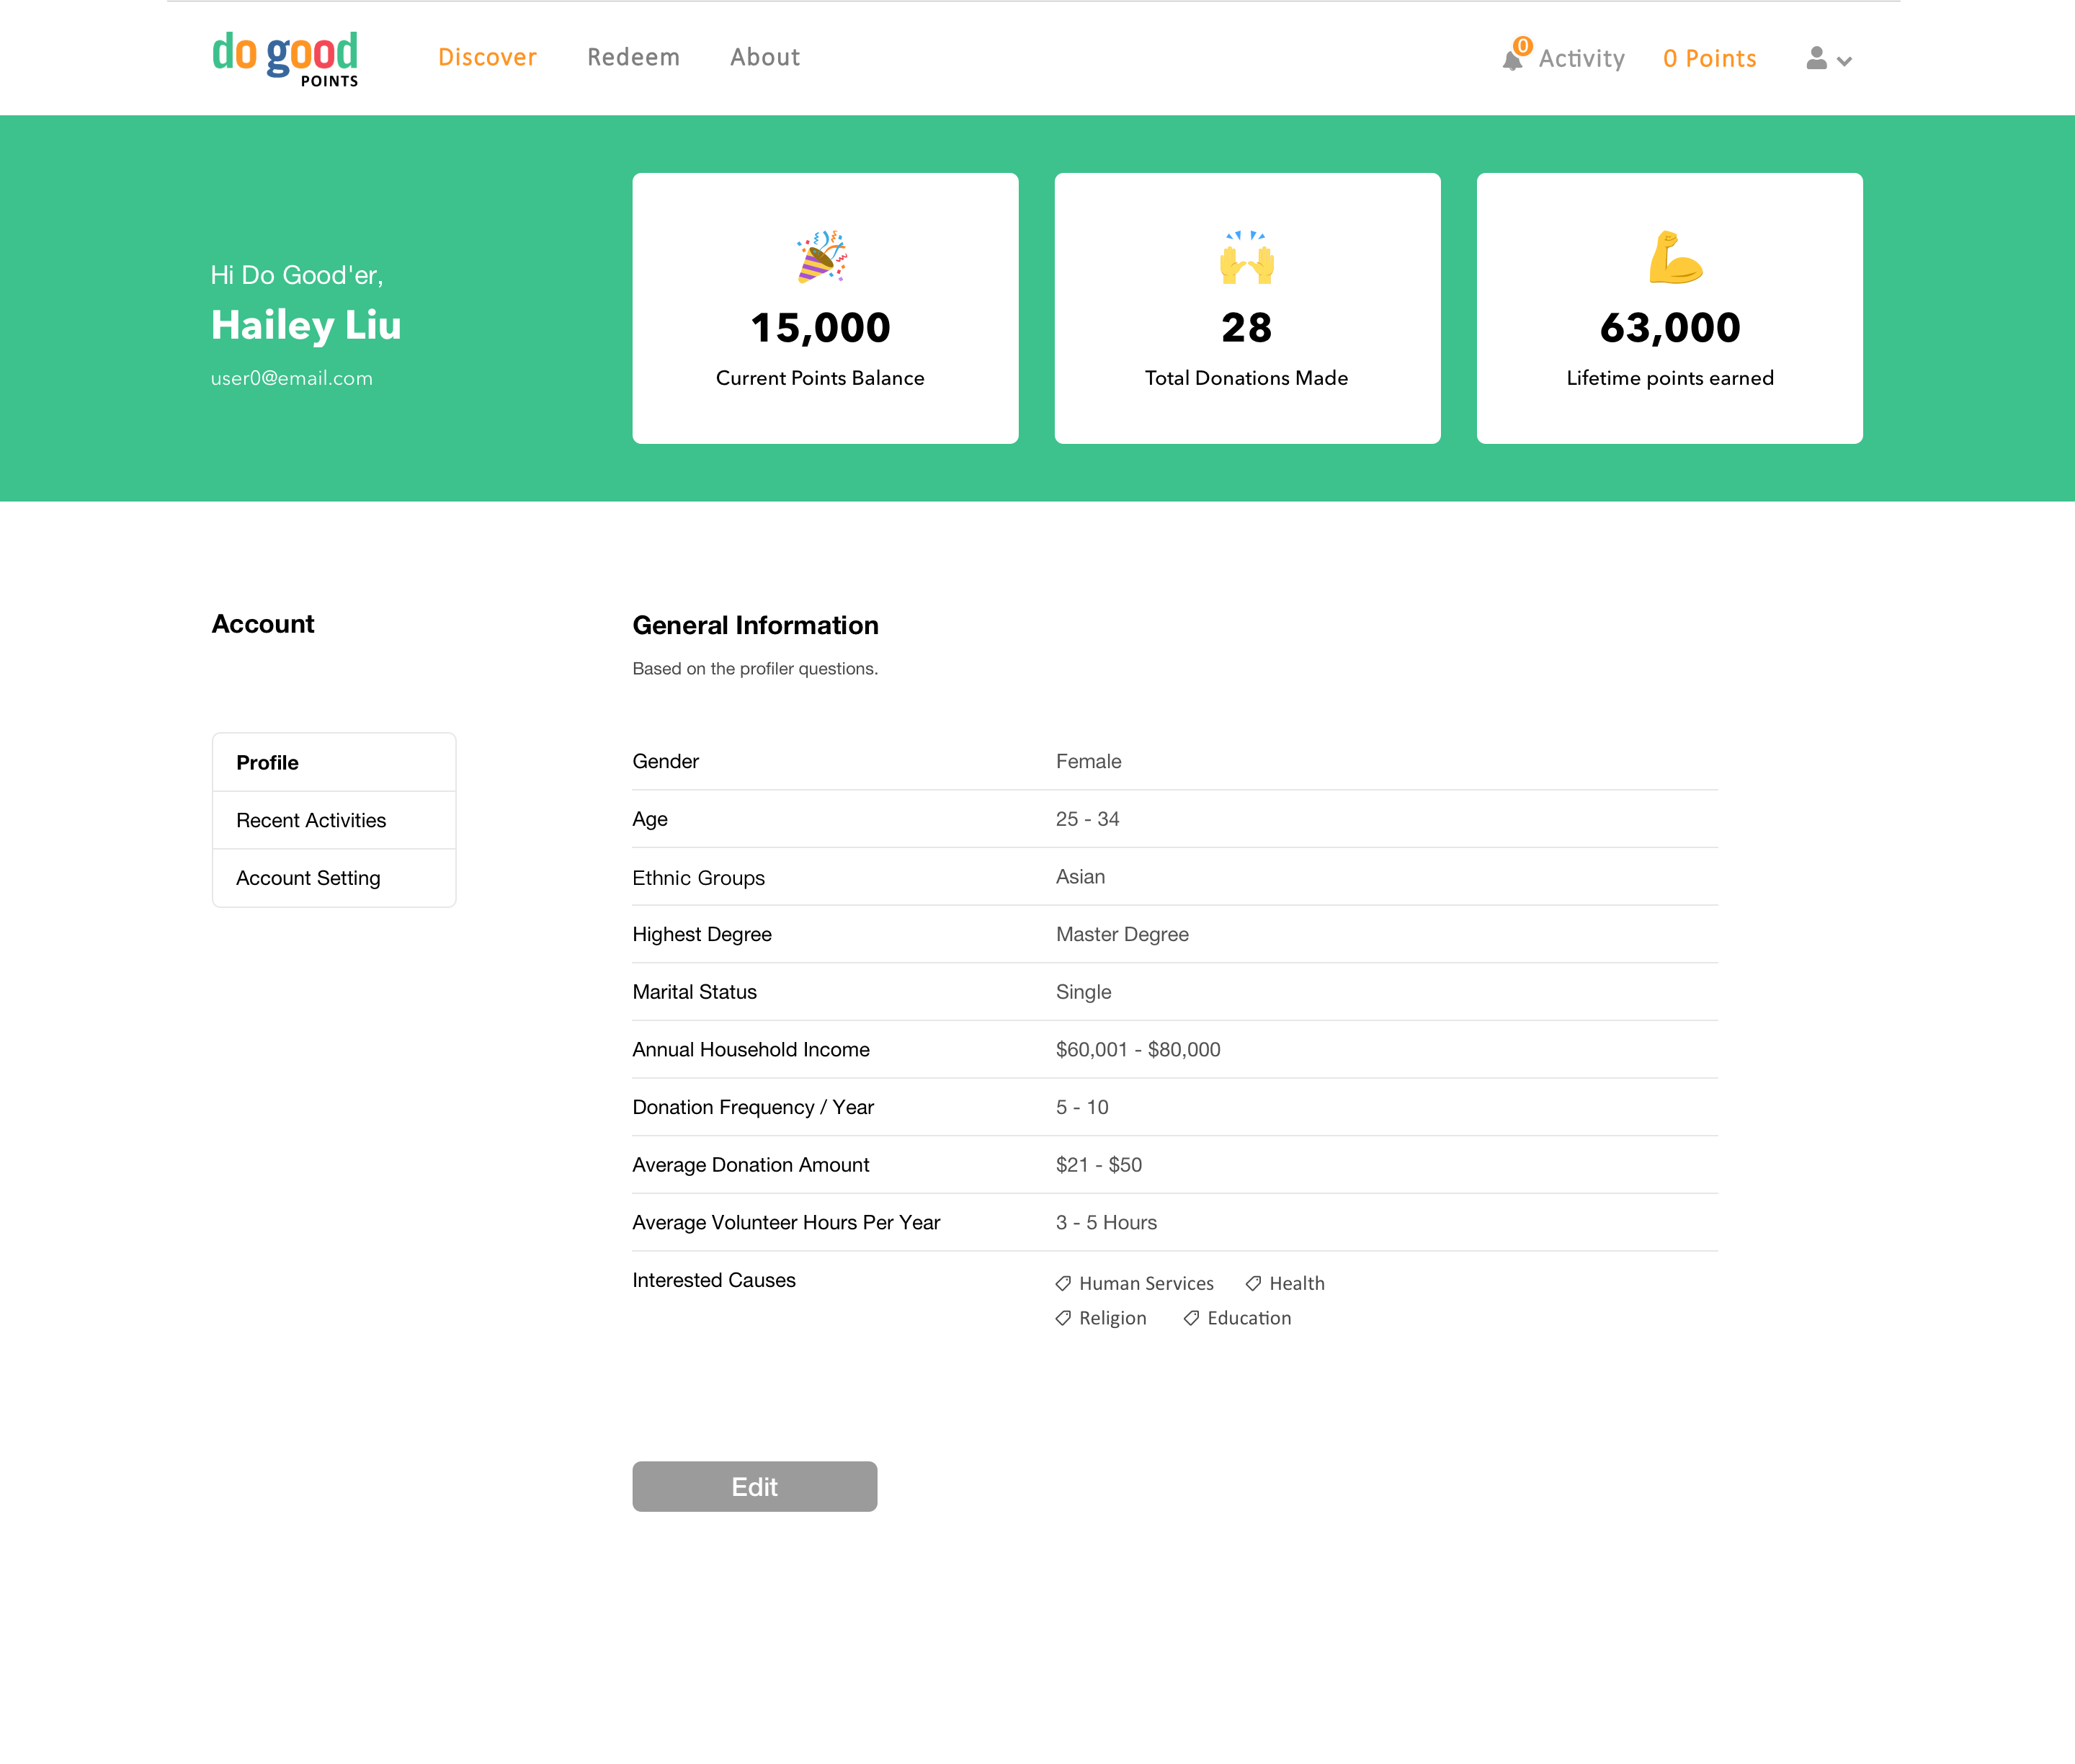 do good
POINTS
Discover
Redeem
About
0
Activity
0 Points
Hi Do Good'er,
Hailey Liu
user0@email.com
15,000
Current Points Balance
28
Total Donations Made
63,000
Lifetime points earned
Account
Profile
Recent Activities
Account Setting
General Information
Based on the profiler questions.
Gender Female
Age 25 - 34
Ethnic Groups Asian
Highest Degree Master Degree
Marital Status Single
Annual Household Income $60,001 - $80,000
Donation Frequency / Year 5 - 10
Average Donation Amount $21 - $50
Average Volunteer Hours Per Year 3 - 5 Hours
Interested Causes Human Services Health
Religion Education
Edit